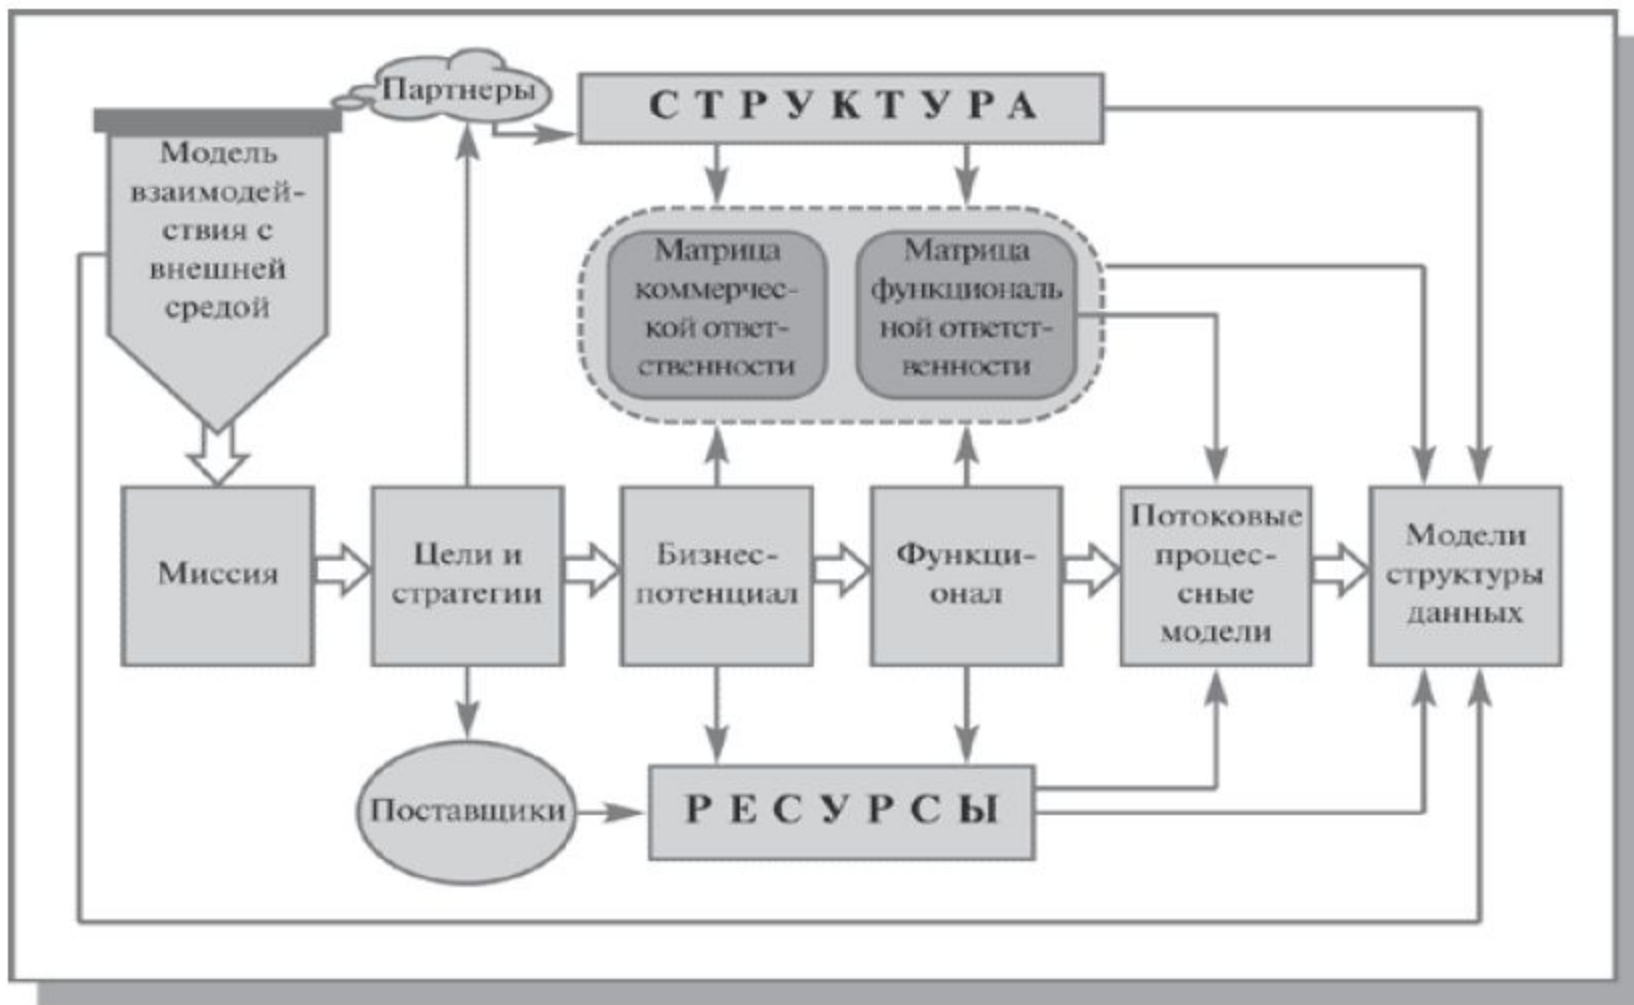 Партнеры
С Т Р У К Т У Р А
Модель
взаимодей-
ствия с
внешней
средой
Матрица
коммерчес-
кой ответ-
ственности
Матрица
функциональ
ной ответст-
венности
Миссия
Цели и
стратегии
Бизнес-
потенциал
Функци-
онал
Потоковые
процес-
сные
модели
Модели
структуры
данных
Поставщики
Р Е С У Р С Ы